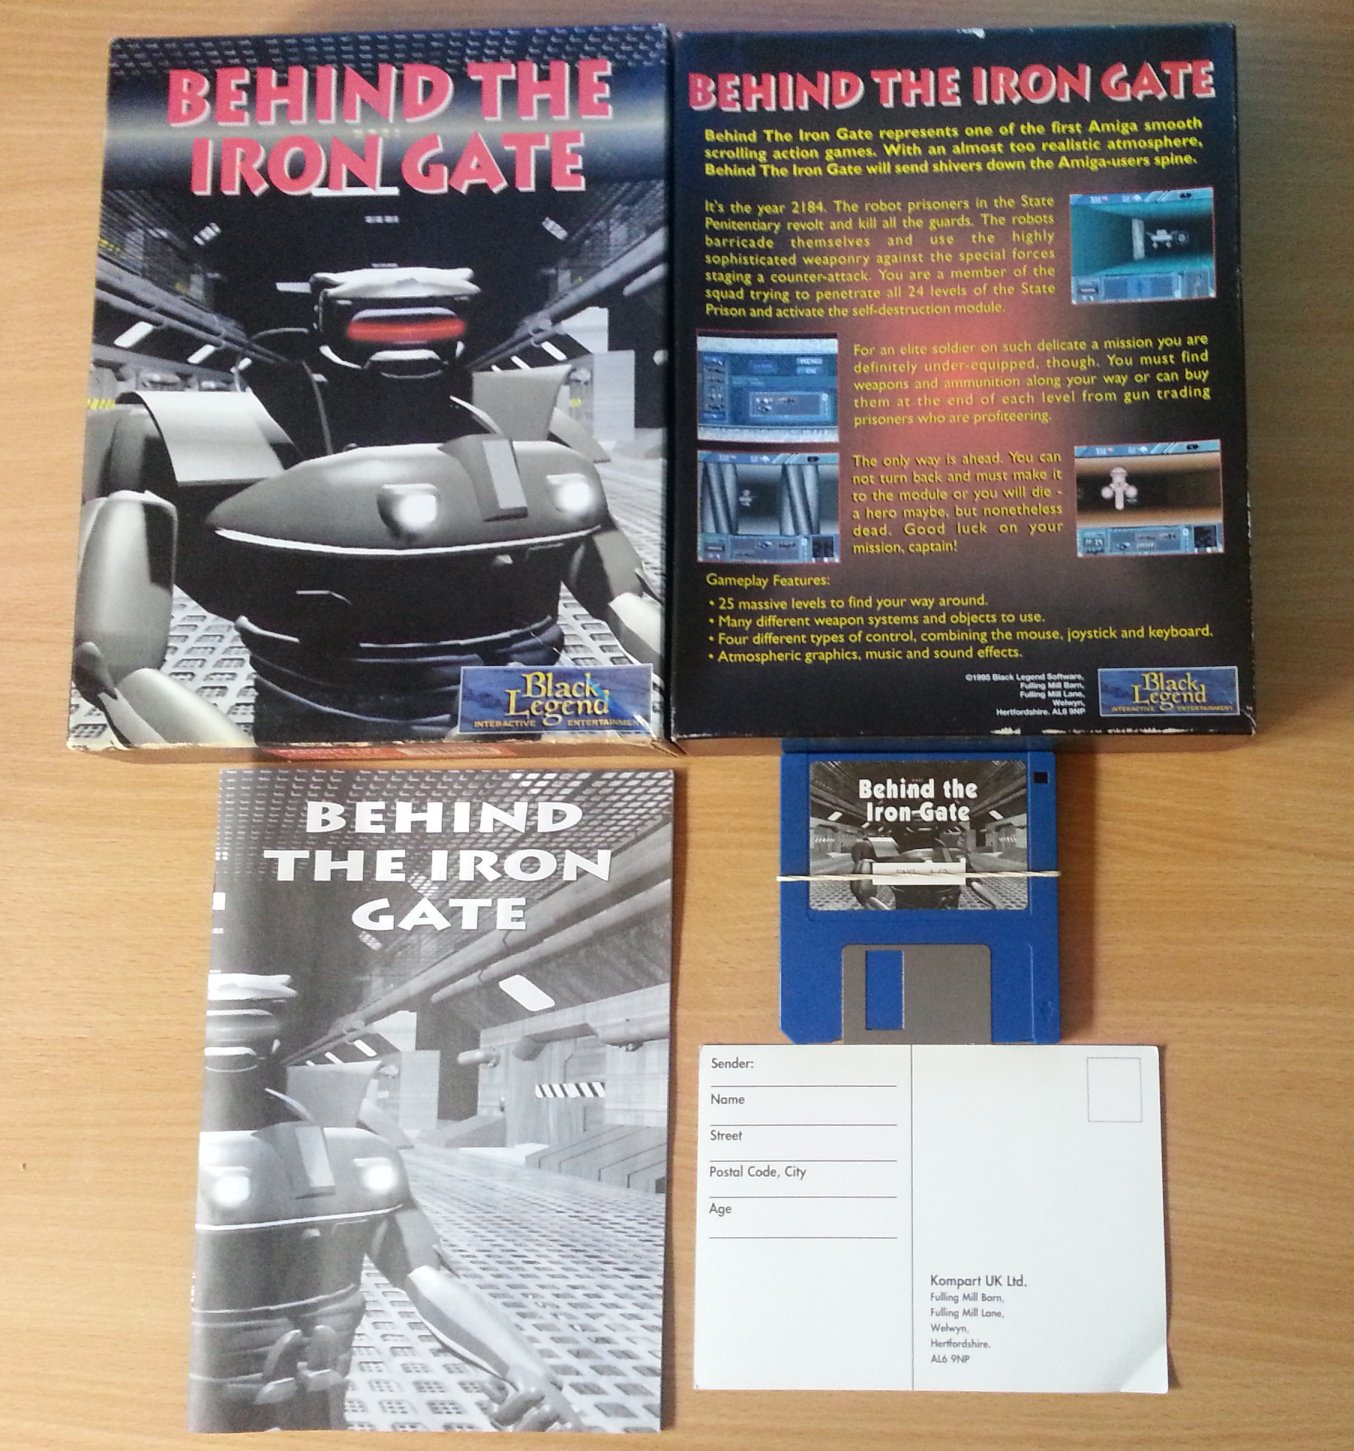 BEHIND THE
IRON GATE
Black
Legend
INTERACTIVE ENTERTAINMENT
BEHIND THE IRON GATE
Behind The Iron Gate represents one of the first Amiga smooth
scrolling action games. With an almost too realistic atmosphere,
Behind The Iron Gate will send shivers down the Amiga-users spine.
It's the year 2184. The robot prisoners in the State
Penitentiary revolt and kill all the guards. The robots
barricade themselves and use the highly
sophisticated weaponry against the special forces
staging a counter-attack. You are a member of the
squad trying to penetrate all 24 levels of the State
Prison and activate the self-destruction module.
MENU
For an elite soldier on such delicate a mission you are
definitely under-equipped, though. You must find
weapons and ammunition along your way or can buy
them at the end of each level from gun trading
prisoners who are profiteering.
The only way is ahead. You can
not turn back and must make it
to the module or you will die -
a hero maybe, but nonetheless
dead. Good luck on your
mission, captain!
Gameplay Features:
• 25 massive levels to find your way around.
• Many different weapon systems and objects to use.
• Four different types of control, combining the mouse, joystick and keyboard.
• Atmospheric graphics, music and sound effects.
©1995 Black Legend Software,
Fulling Mill Barn,
Fulling Mill Lane,
Welwyn,
Hertfordshire. AL6 9NP
Black
Legend
INTERACTIVE ENTERTAINMENT
BEHIND
THE IRON
GATE
Behind the
Iron Gate
Sender:
Name
Street
Postal Code, City
Age
Kompart UK Ltd.
Fulling Mill Barn,
Fulling Mill Lane,
Welwyn,
Hertfordshire.
AL6 9NP